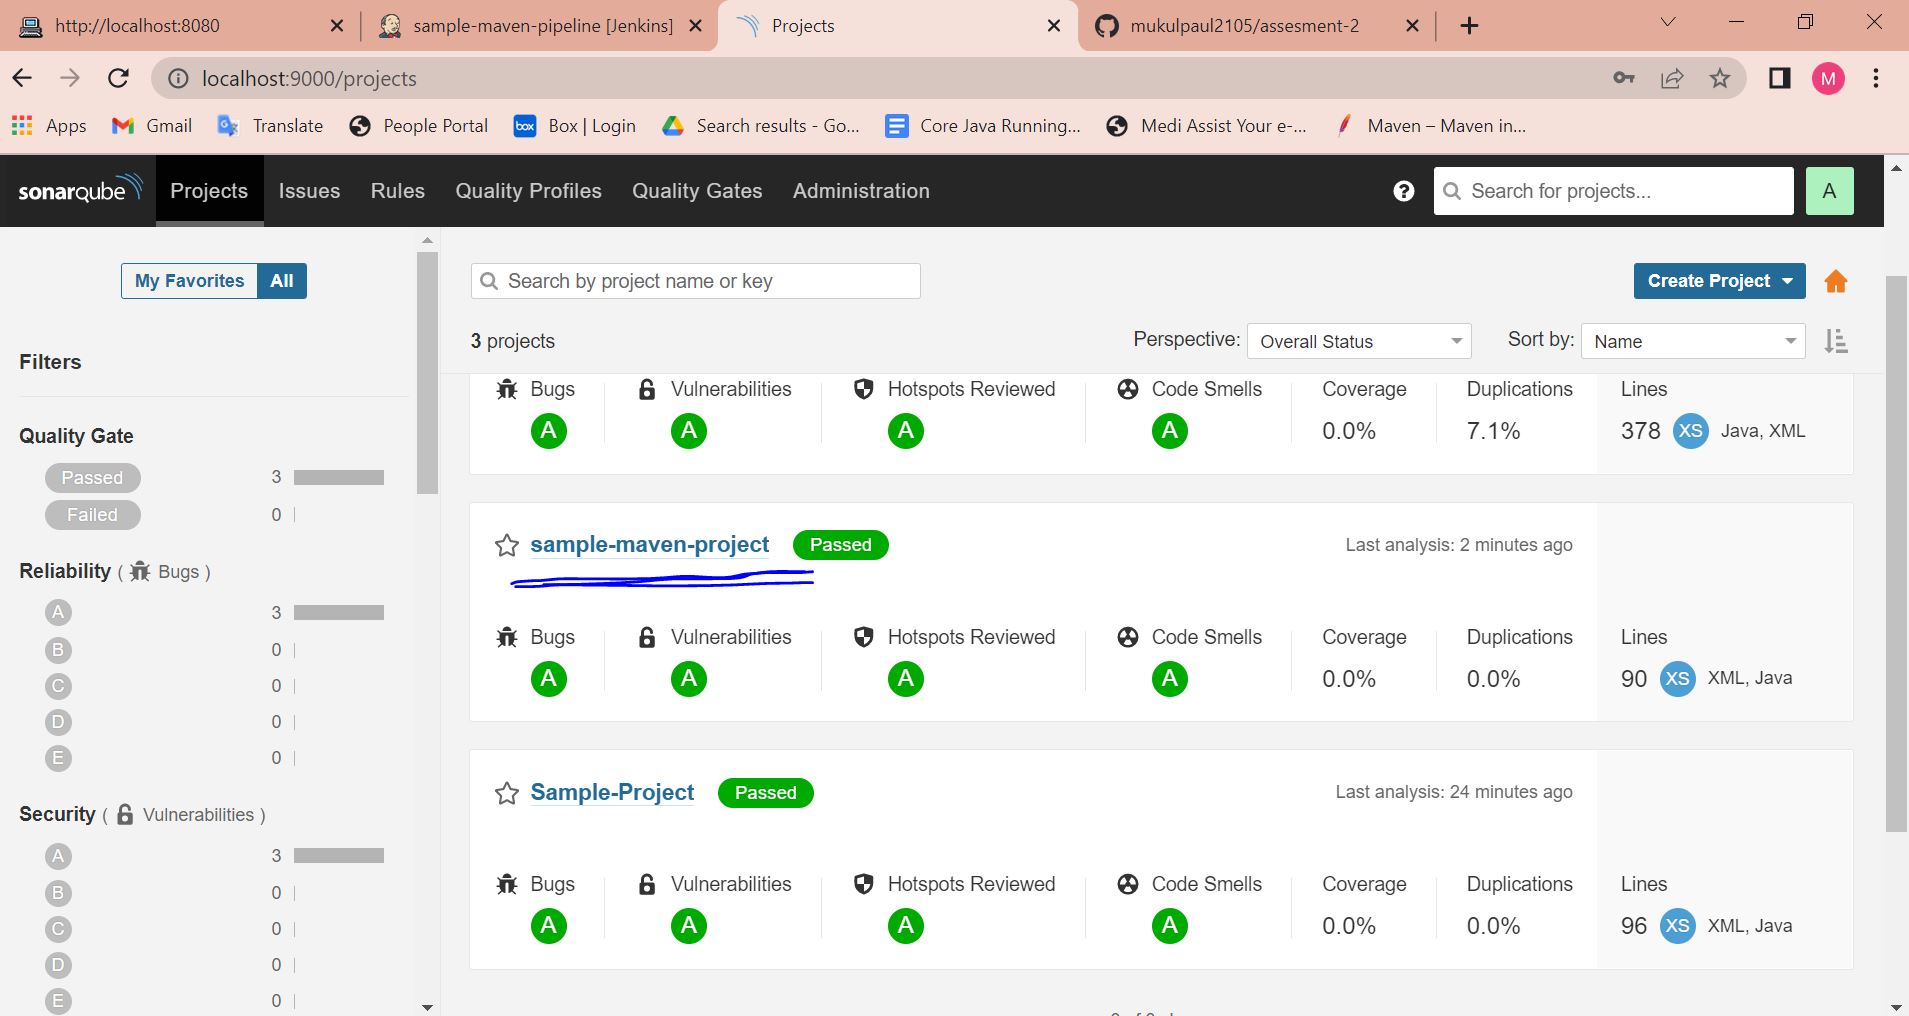 http://localhost:8080
sample-maven-pipeline [Jenkins]
Projects
mukulpaul2105/assesment-2
localhost:9000/projects
M
Apps
Gmail
Translate
People Portal
box
Box | Login
Search results - Go...
Core Java Running...
Medi Assist Your e-...
Maven – Maven in...
sonarqube
Projects
Issues
Rules
Quality Profiles
Quality Gates
Administration
?
Search for projects...
A
My Favorites
All
Search by project name or key
Create Project
Filters
3 projects
Perspective:
Overall Status
Sort by:
Name
Quality Gate
Passed 3
Failed 0
Reliability ( Bugs )
A 3
B 0
C 0
D 0
E 0
Security ( Vulnerabilities )
A 3
B 0
C 0
D 0
E 0
Bugs Vulnerabilities Hotspots Reviewed Code Smells Coverage Duplications Lines
A A A A 0.0% 7.1% 378 XS Java, XML
sample-maven-project Passed Last analysis: 2 minutes ago
Bugs Vulnerabilities Hotspots Reviewed Code Smells Coverage Duplications Lines
A A A A 0.0% 0.0% 90 XS XML, Java
Sample-Project Passed Last analysis: 24 minutes ago
Bugs Vulnerabilities Hotspots Reviewed Code Smells Coverage Duplications Lines
A A A A 0.0% 0.0% 96 XS XML, Java